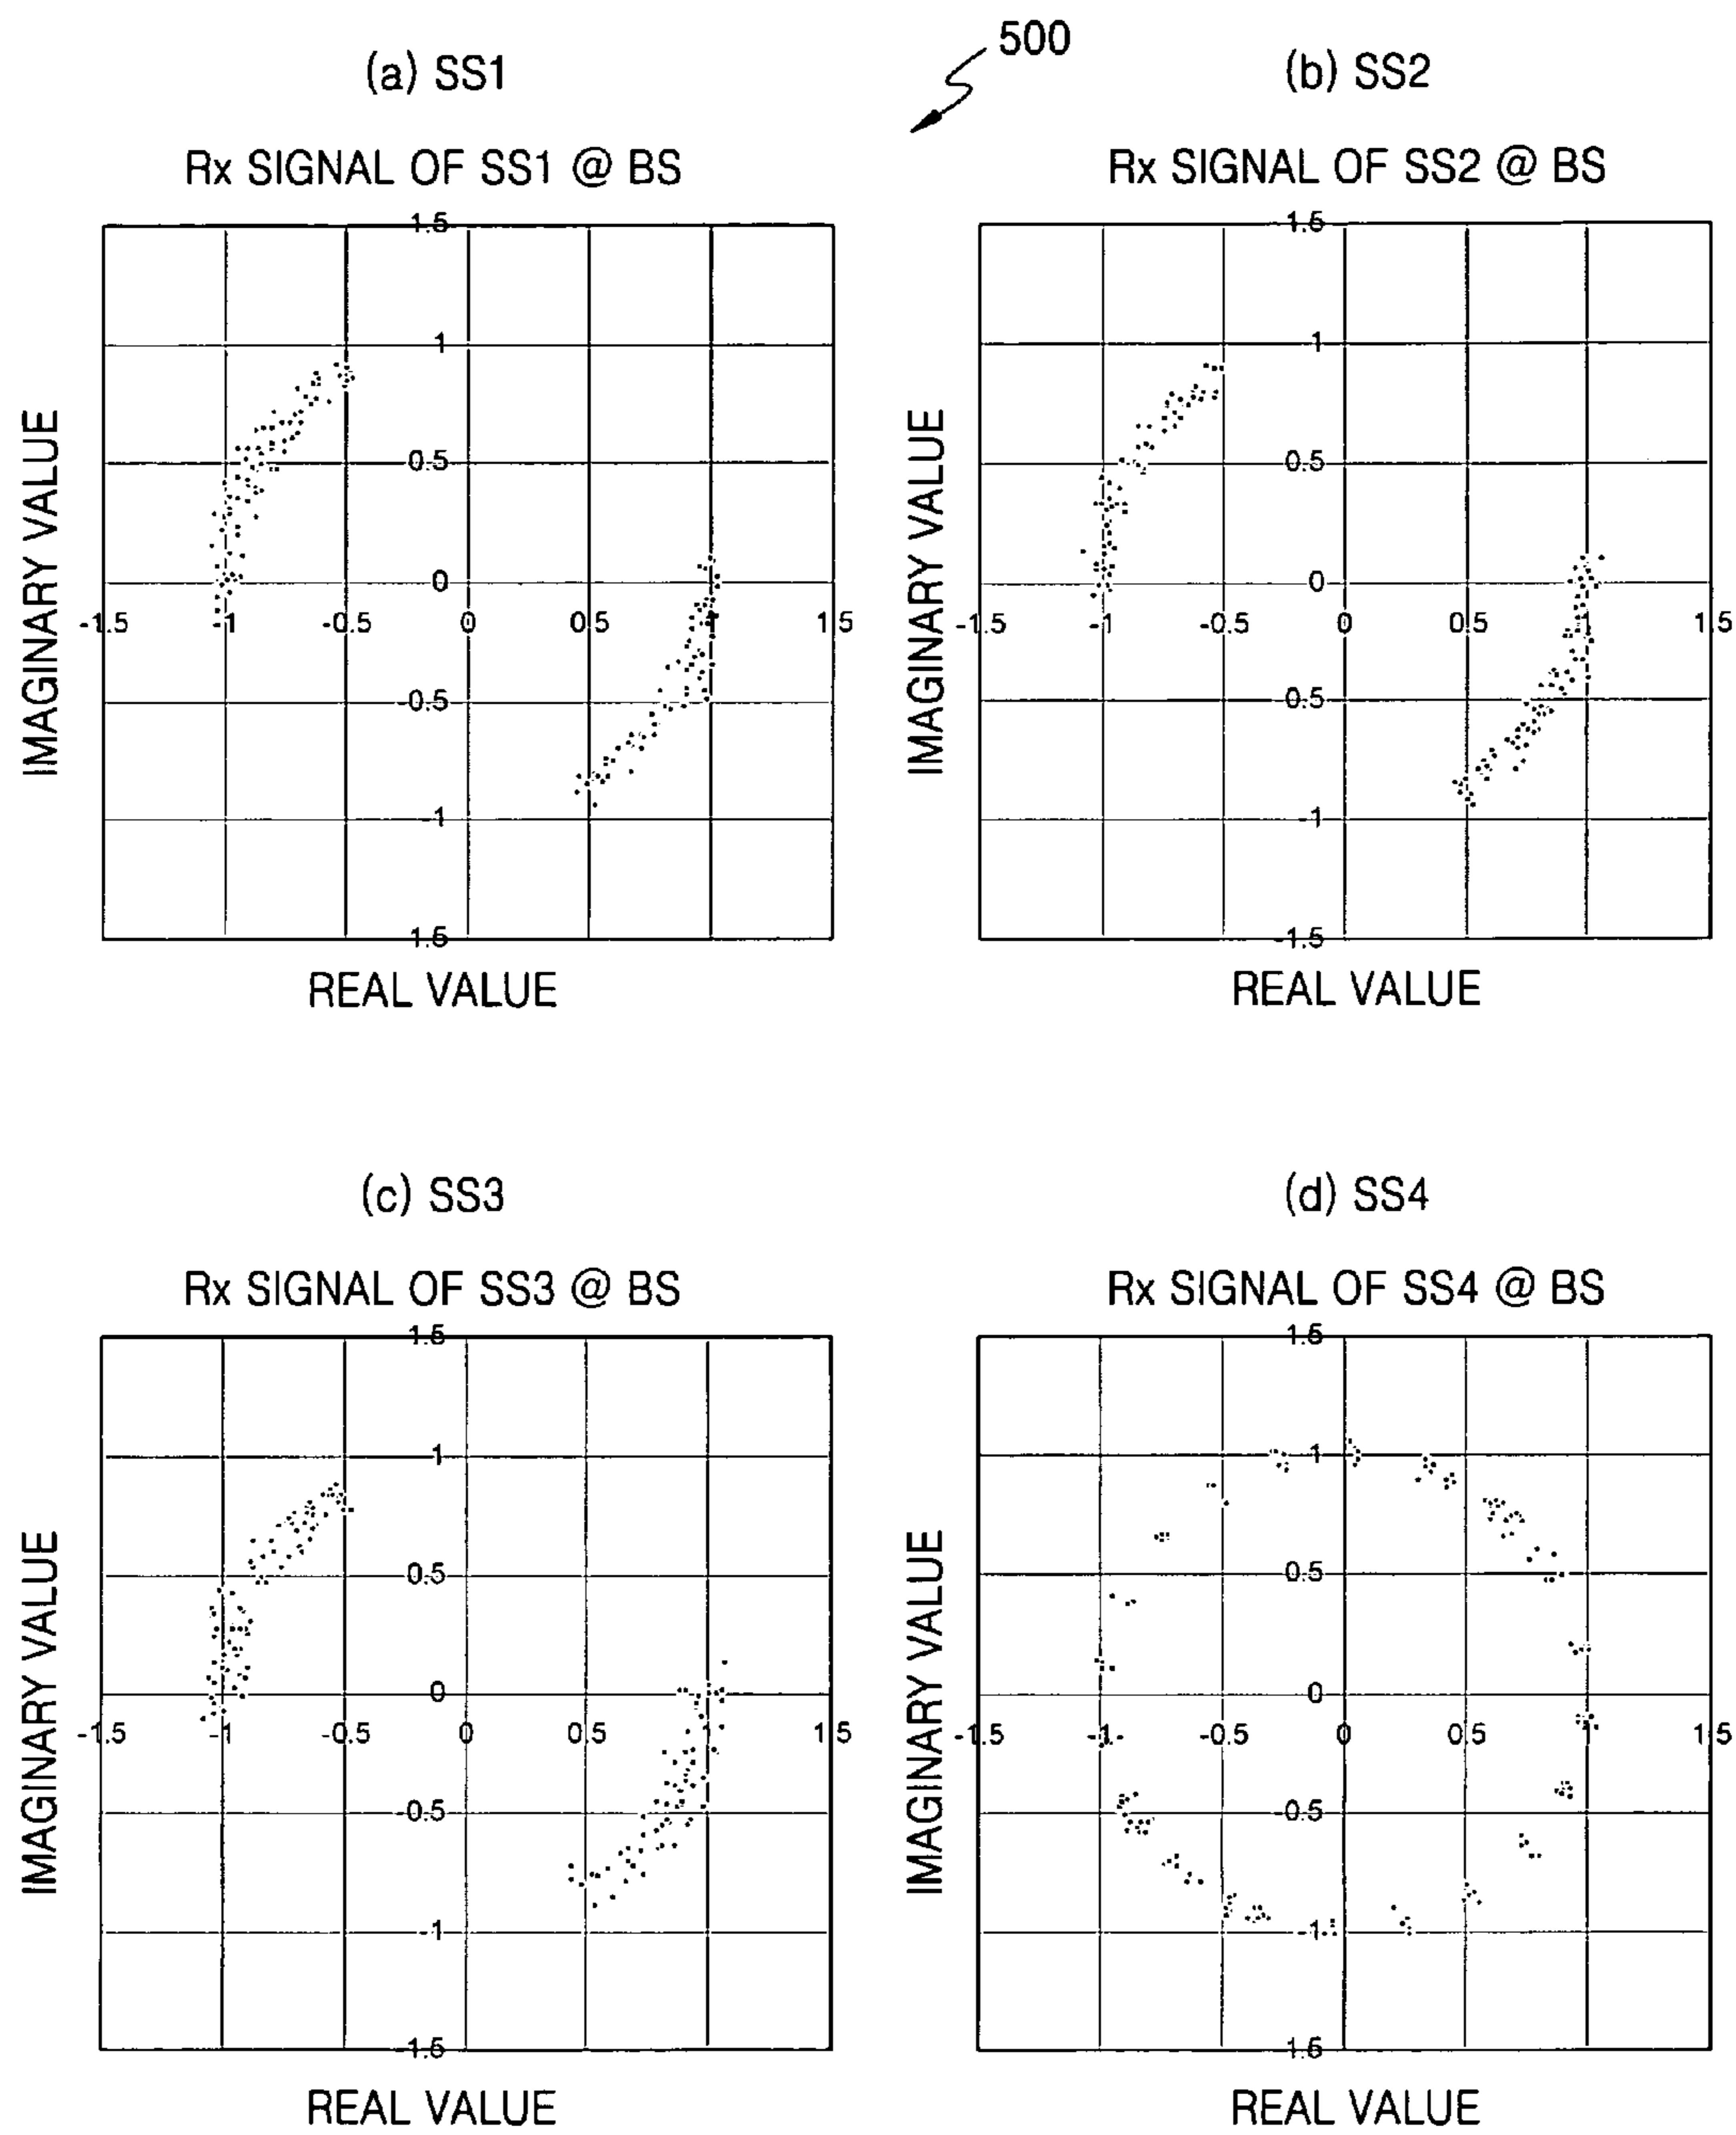 500
(a) SS1
(b) SS2
Rx SIGNAL OF SS1 @ BS
Rx SIGNAL OF SS2 @ BS
IMAGINARY VALUE
1.5
1
0.5
0
-0.5
-1
1.5
-1.5 -1 -0.5 0 0.5 1 1.5
REAL VALUE
IMAGINARY VALUE
1.5
1
0.5
0
-0.5
-1
-1.5
-1.5 -1 -0.5 0 0.5 1.5
REAL VALUE
(c) SS3
(d) SS4
Rx SIGNAL OF SS3 @ BS
Rx SIGNAL OF SS4 @ BS
IMAGINARY VALUE
1.5
1
0.5
0
-0.5
-1
1.5
-1.5 -1 -0.5 0 0.5 1 1.5
REAL VALUE
IMAGINARY VALUE
1.5
1
0.5
0
-0.5
-1
1.5
-1.5 -1 -0.5 0 0.5 1 1.5
REAL VALUE